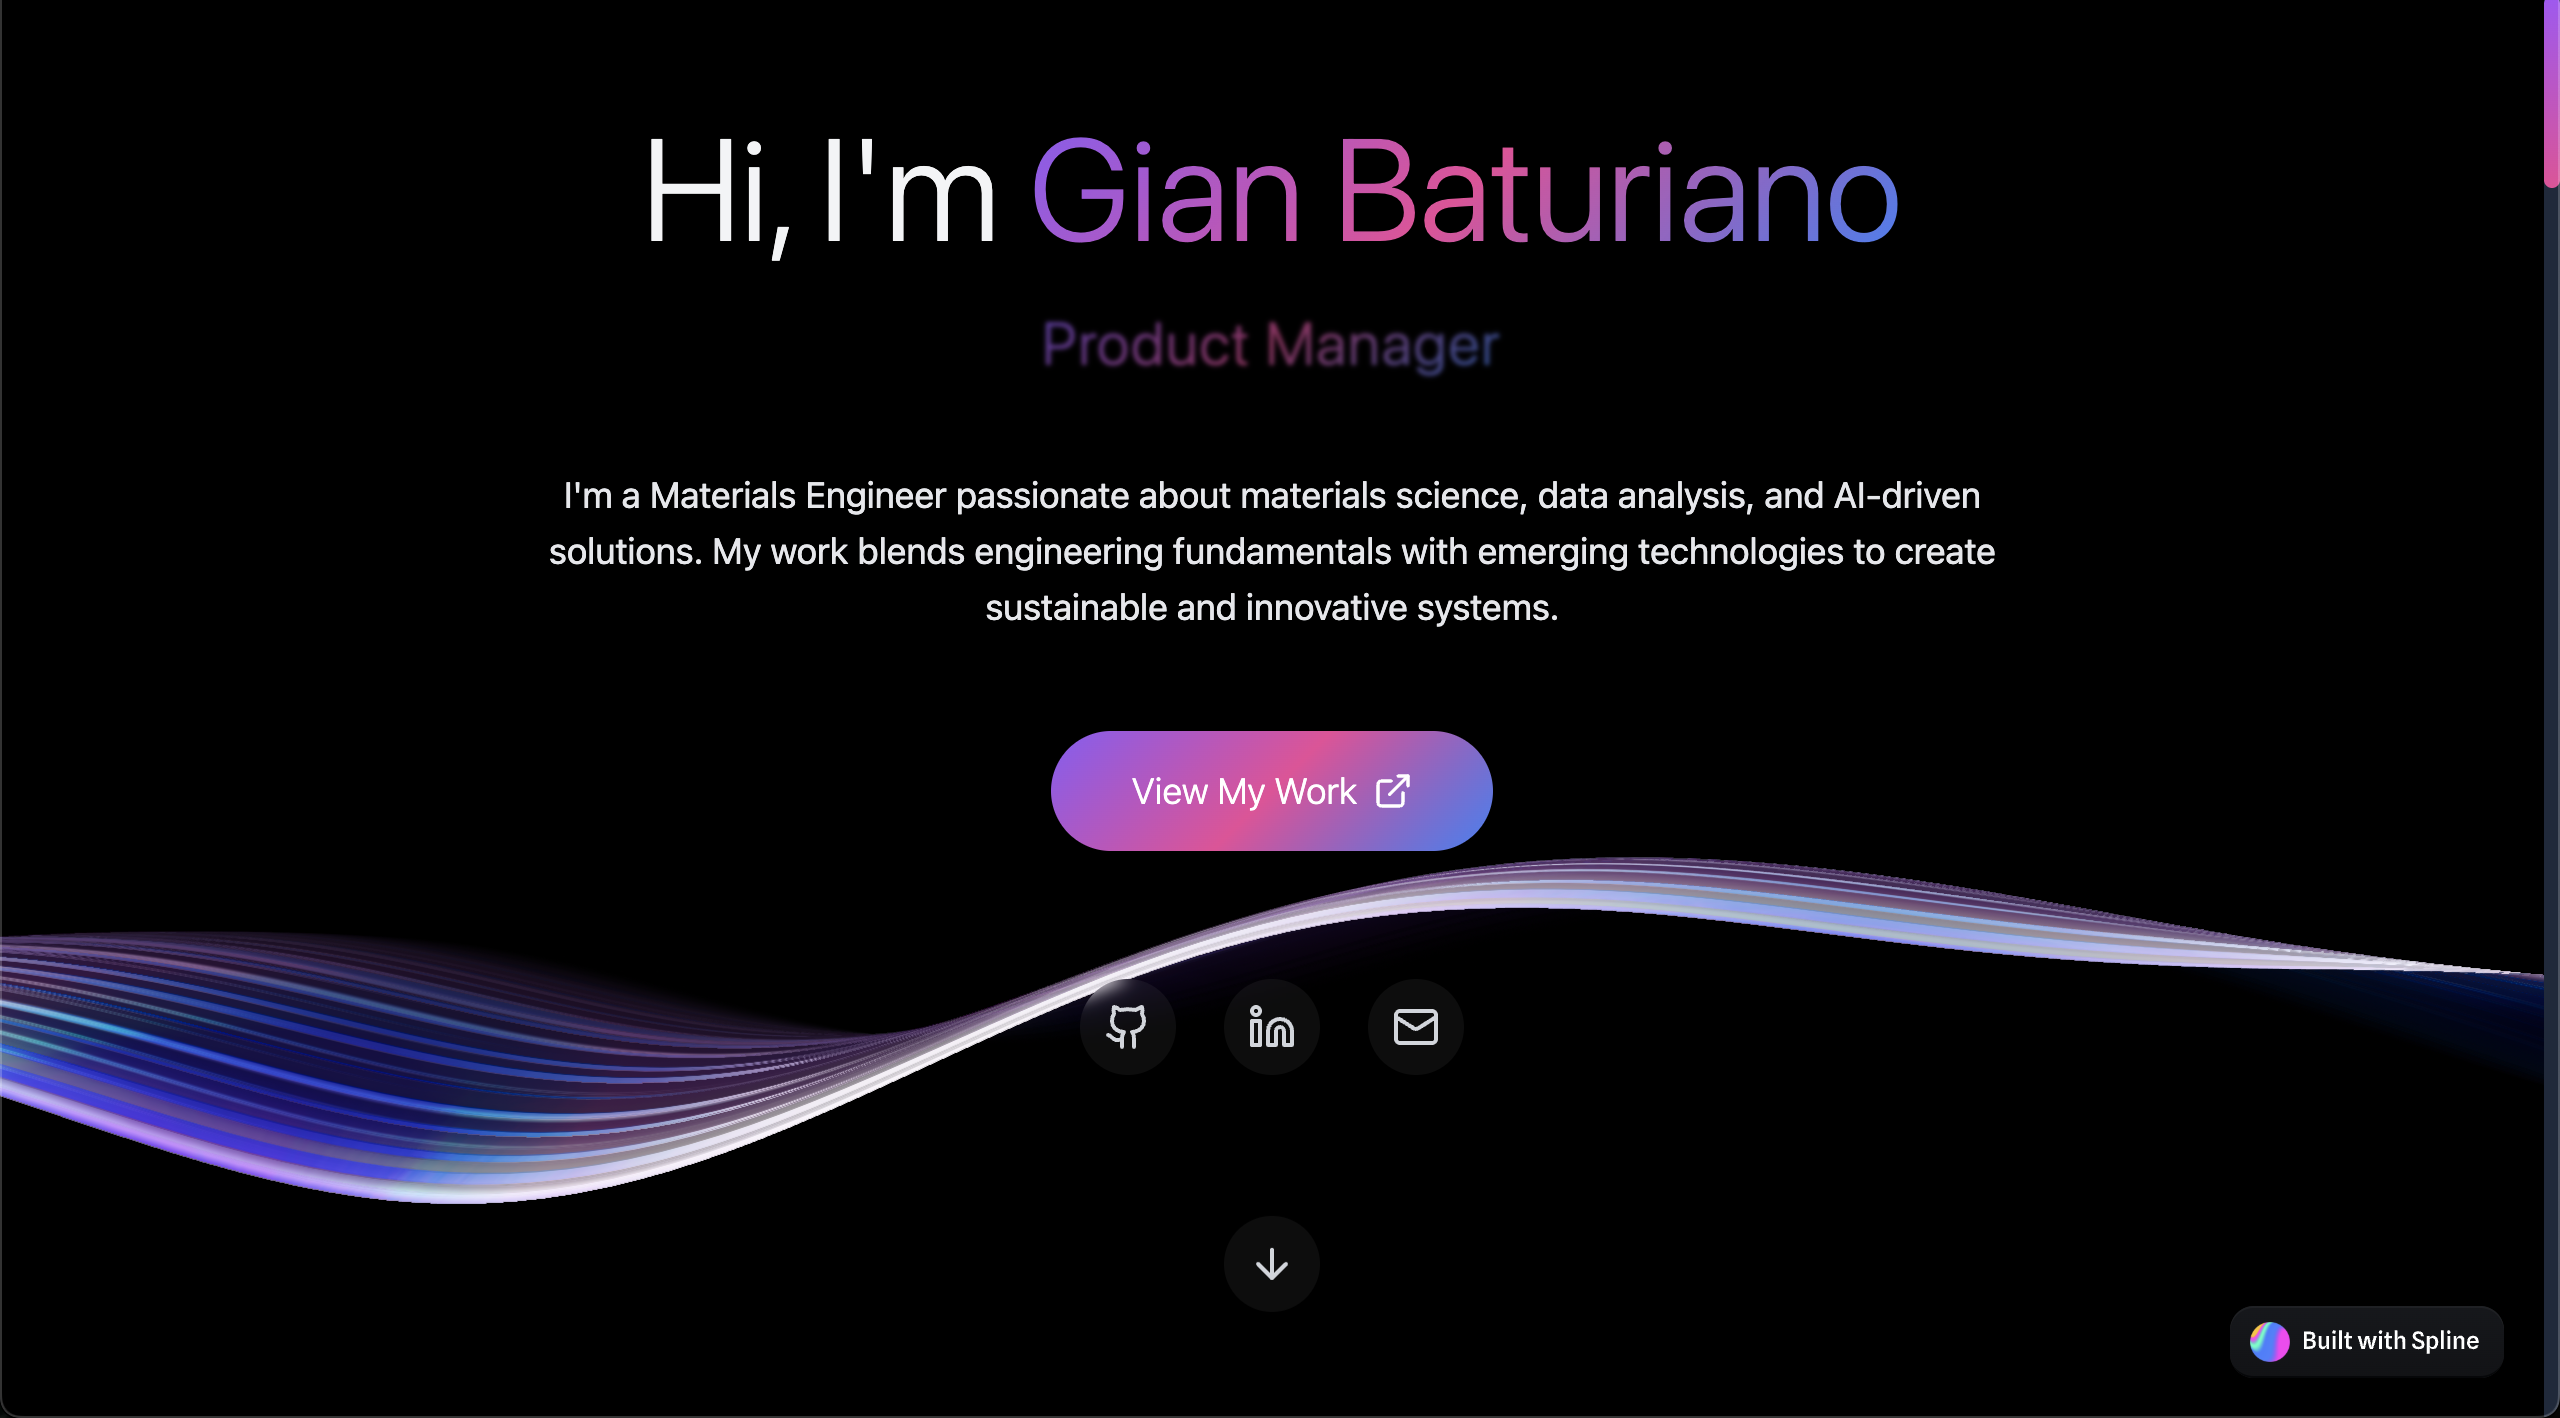 Hi, I'm Gian Baturiano
Product Manager
I'm a Materials Engineer passionate about materials science, data analysis, and AI-driven
solutions. My work blends engineering fundamentals with emerging technologies to create
sustainable and innovative systems.
View My Work
Built with Spline